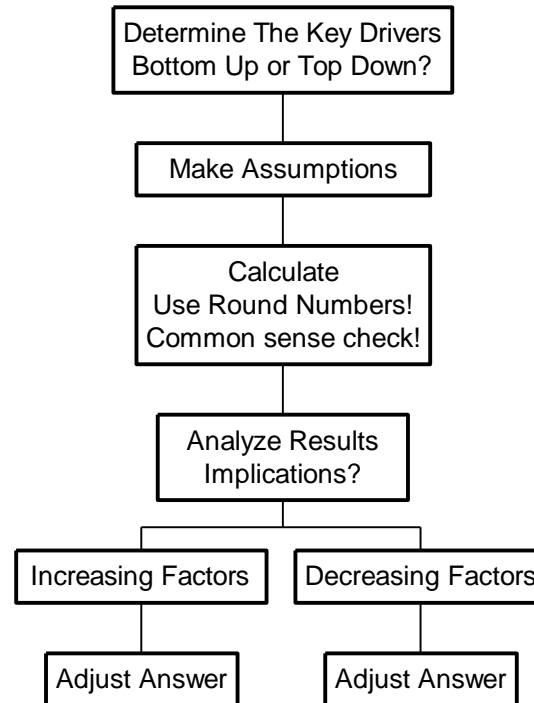 Determine The Key Drivers
Bottom Up or Top Down?
Make Assumptions
Calculate
Use Round Numbers!
Common sense check!
Analyze Results
Implications?
Increasing Factors
Decreasing Factors
Adjust Answer
Adjust Answer